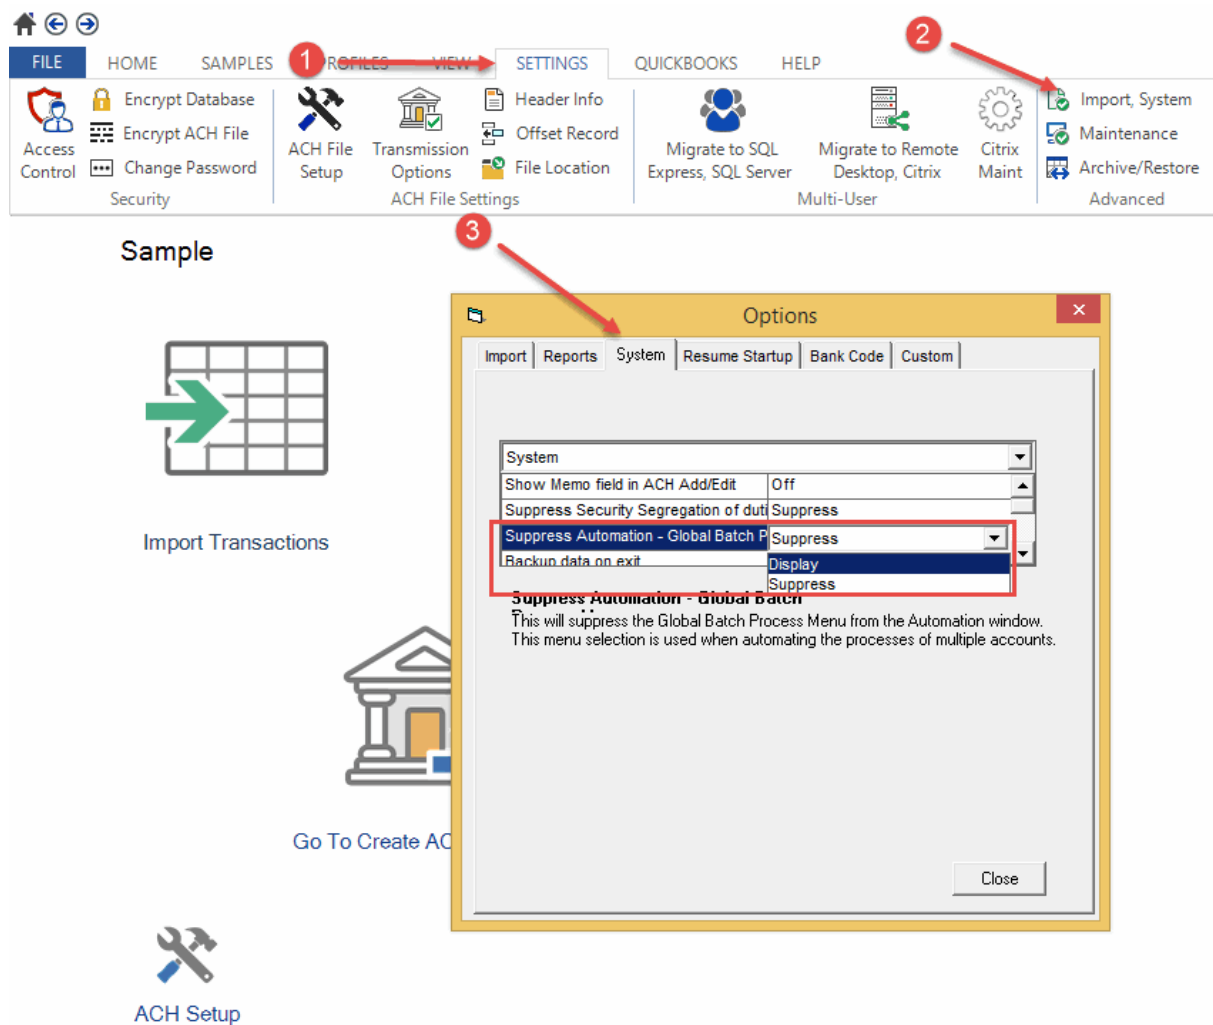 FILE HOME SAMPLES PROFILES VIEW SETTINGS QUICKBOOKS HELP
1
2
Access Control
Encrypt Database
Encrypt ACH File
Change Password
Security
ACH File Setup
Transmission Options
Header Info
Offset Record
File Location
ACH File Settings
Migrate to SQL Express, SQL Server
Migrate to Remote Desktop, Citrix
Citrix Maint
Multi-User
Import, System
Maintenance
Archive/Restore
Advanced
3
Sample
Import Transactions
Go To Create AC
ACH Setup
Options
Import Reports System Resume Startup Bank Code Custom
System
Show Memo field in ACH Add/Edit Off
Suppress Security Segregation of duti Suppress
Suppress Automation - Global Batch P Suppress
Backup data on exit Display
Suppress
Suppress Automation - Global Batch
This will suppress the Global Batch Process Menu from the Automation window.
This menu selection is used when automating the processes of multiple accounts.
Close